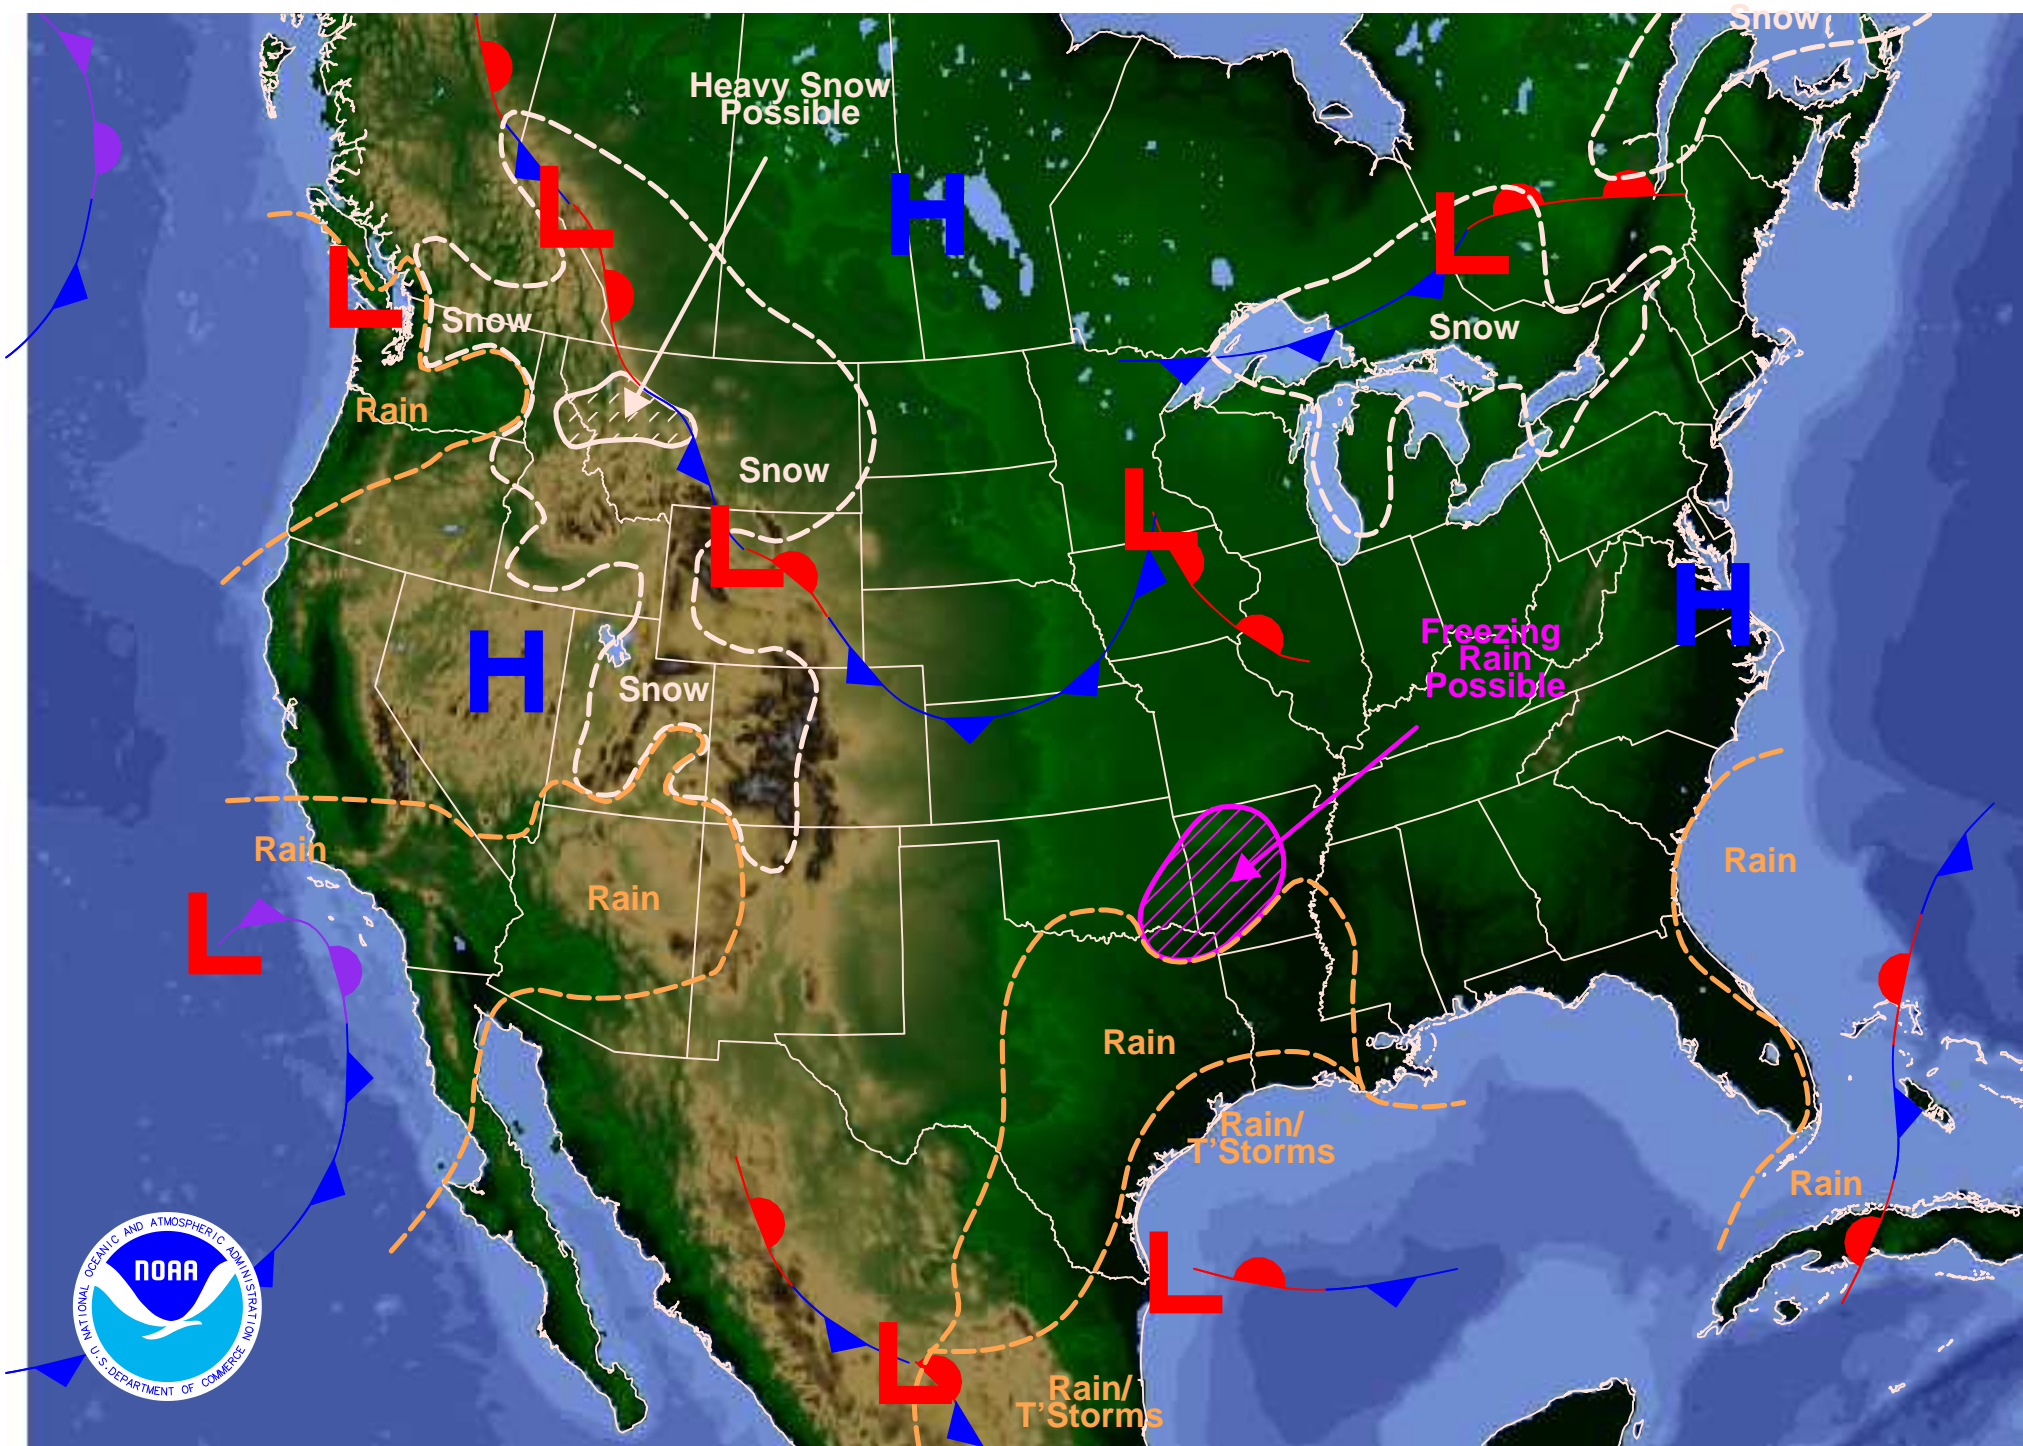 Snow
Heavy Snow
Possible
H
L
L
L
Snow
Snow
Rain
Snow
L
L
H
H
Freezing
Rain
Possible
Snow
Rain
Rain
Rain
L
Rain
Rain/
T'Storms
Rain
L
L
Rain/
T'Storms
NATIONAL OCEANIC AND ATMOSPHERIC ADMINISTRATION
NOAA
U.S. DEPARTMENT OF COMMERCE